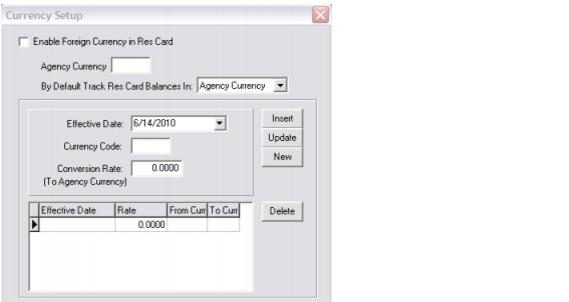 Currency Setup
Enable Foreign Currency in Res Card
Agency Currency
By Default Track Res Card Balances In: Agency Currency
Effective Date: 6/14/2010
Insert
Currency Code:
Update
New
Conversion Rate: 0.0000
(To Agency Currency)
Effective Date Rate From Curr To Curr
Delete
0.0000